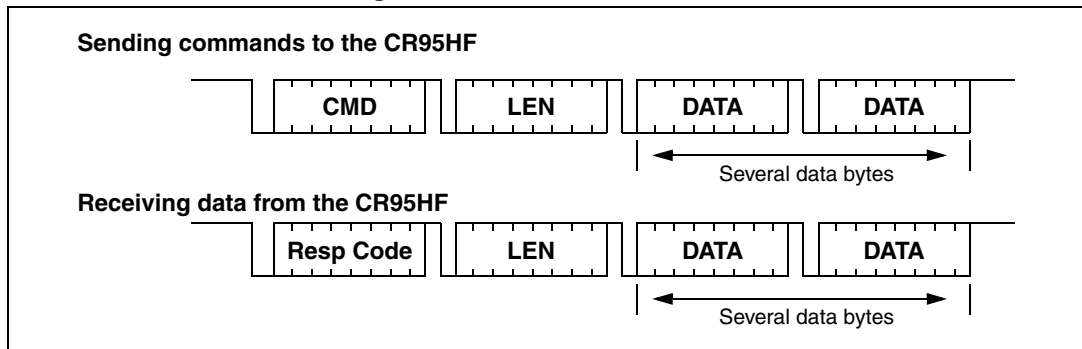 Sending commands to the CR95HF
CMD LEN DATA DATA
Several data bytes
Receiving data from the CR95HF
Resp Code LEN DATA DATA
Several data bytes